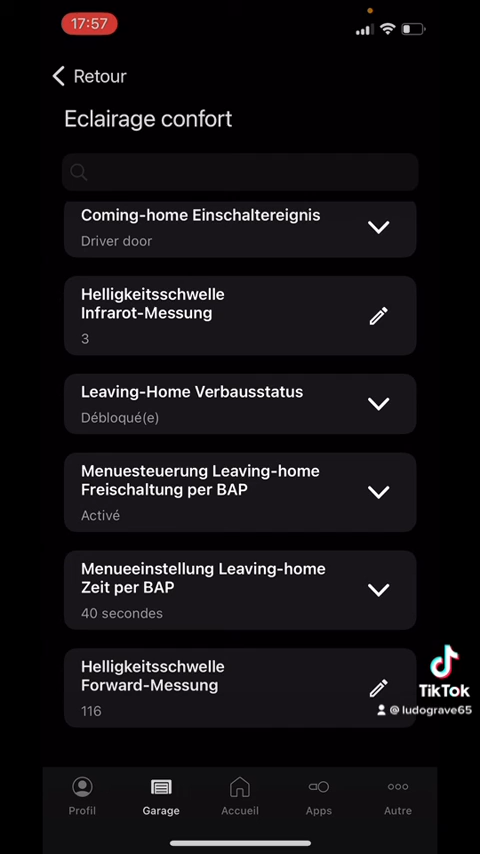 17:57
Retour
Eclairage confort
Coming-home Einschaltereignis
Driver door
Helligkeitsschwelle
Infrarot-Messung
3
Leaving-Home Verbausstatus
Débloqué(e)
Menuesteuerung Leaving-home
Freischaltung per BAP
Activé
Menueeinstellung Leaving-home
Zeit per BAP
40 secondes
Helligkeitsschwelle
Forward-Messung
116
TikTok
@ludograve65
Profil
Garage
Accueil
Apps
Autre